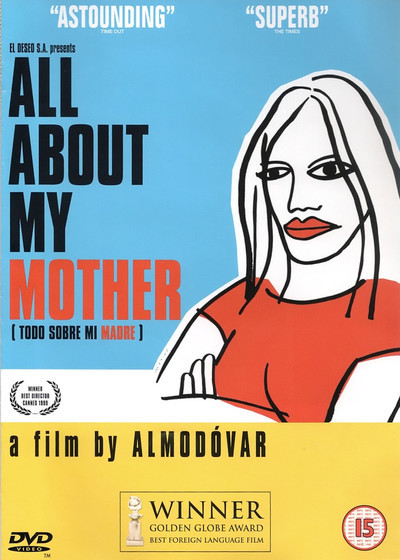 "ASTOUNDING"
TIME OUT
"SUPERB"
THE TIMES
EL DESEO S.A. presents
ALL
ABOUT
MY
MOTHER
( TODO SOBRE MI MADRE )
WINNER
BEST DIRECTOR
CANNES 1999
a film by ALMODÓVAR
WINNER
GOLDEN GLOBE AWARD
BEST FOREIGN LANGUAGE FILM
DVD
VIDEO
TM
15